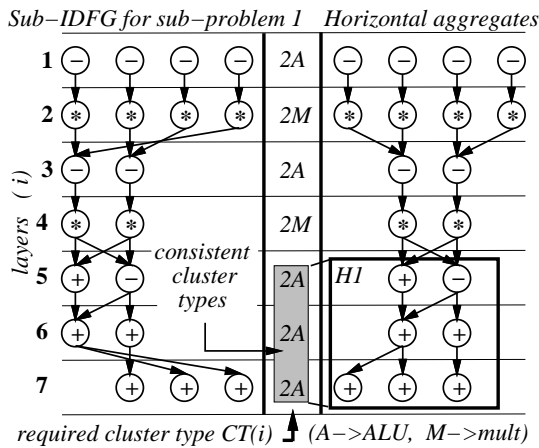 Sub-IDFG for sub-problem 1 Horizontal aggregates
1 - - - - 2A - - - -
2 * * * * 2M * * * *
3 - - 2A - -
4 * * 2M * *
layers (i)
consistent
cluster
types
5 + - 2A H1 + -
6 + + 2A + +
7 + + + 2A + + +
required cluster type CT(i) (A->ALU, M->mult)